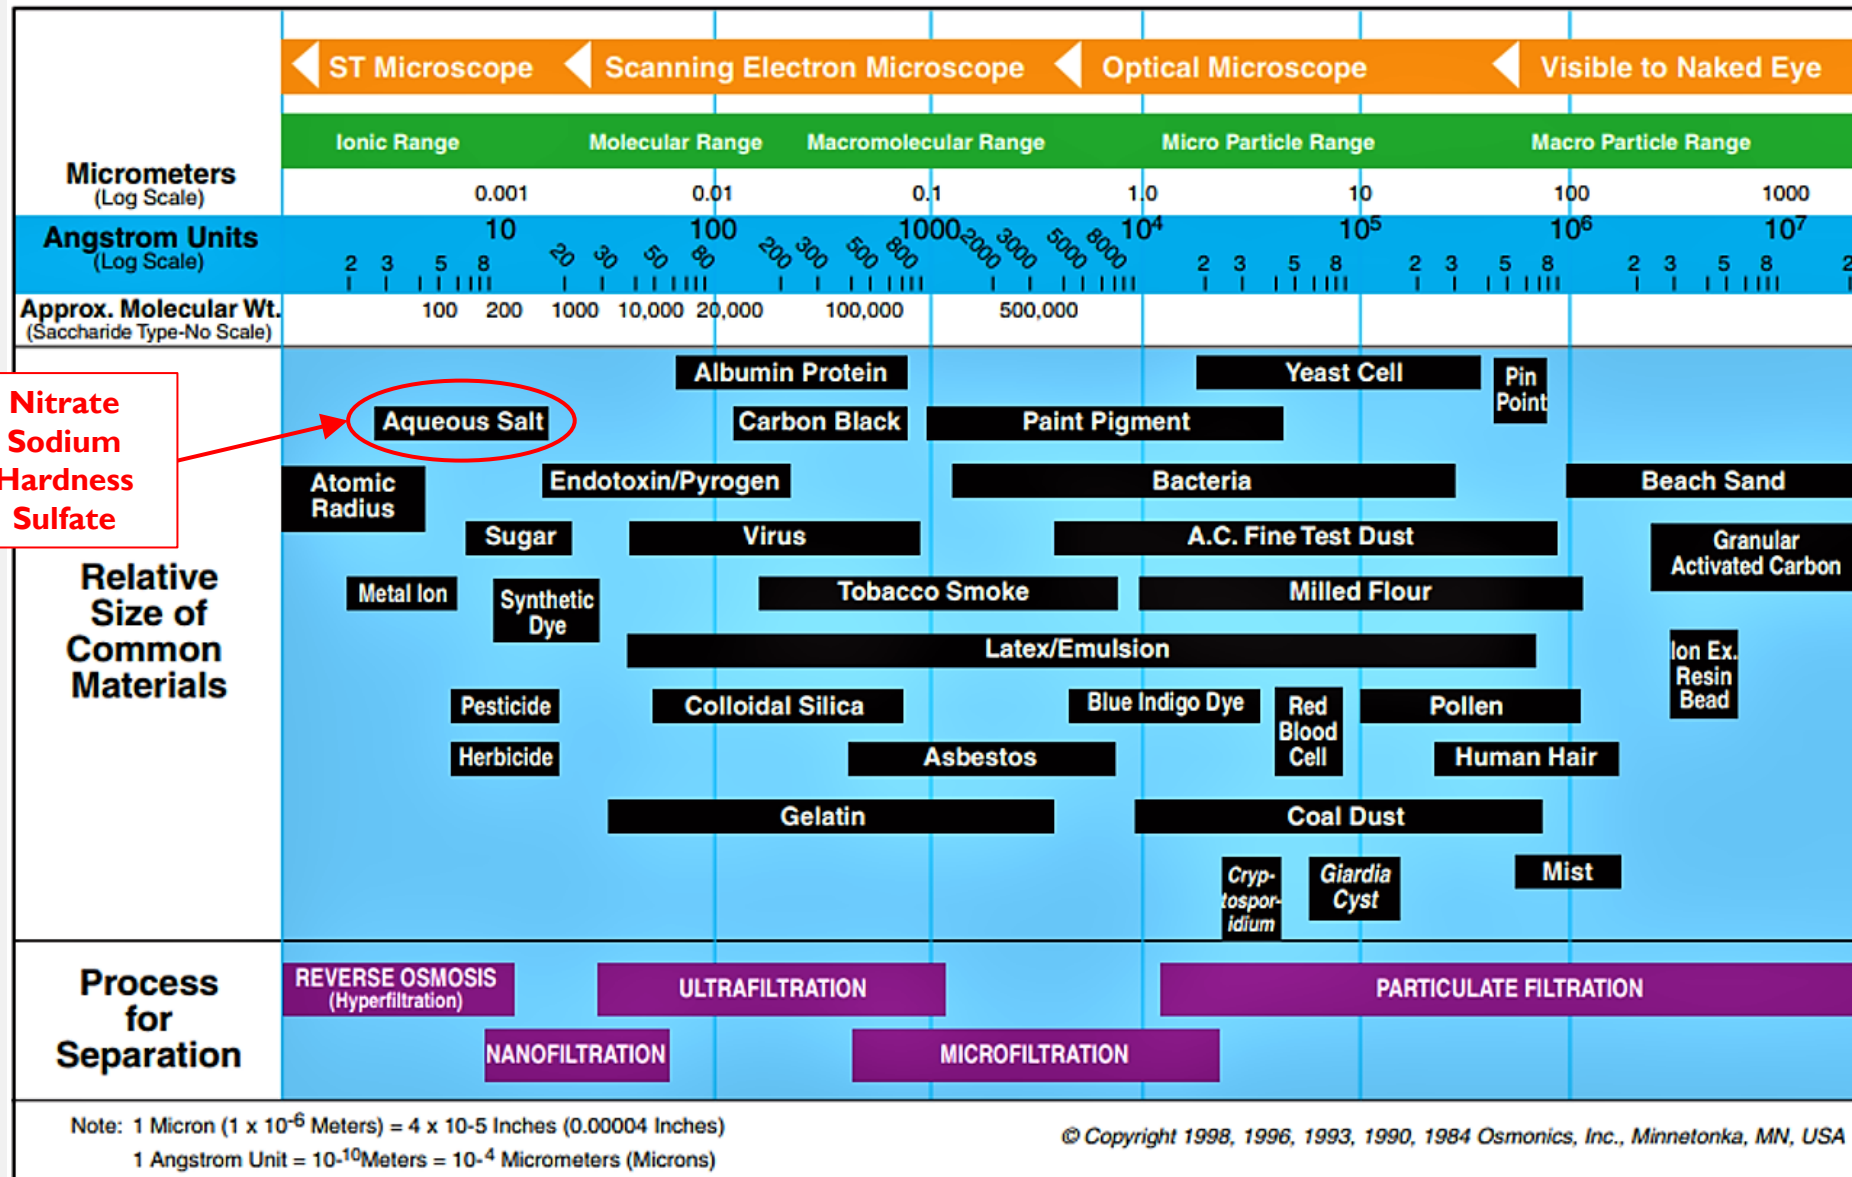 ST Microscope Scanning Electron Microscope Optical Microscope Visible to Naked Eye
Ionic Range Molecular Range Macromolecular Range Micro Particle Range Macro Particle Range
Micrometers
(Log Scale)
0.001 0.01 0.1 1.0 10 100 1000
Angstrom Units
(Log Scale)
10 100 1000 10⁴ 10⁵ 10⁶ 10⁷
2 3 5 8 20 30 50 80 200 300 500 800 2000 3000 5000 8000 2 3 5 8 2 3 5 8 2 3 5 8 2
Approx. Molecular Wt.
(Saccharide Type-No Scale)
100 200 1000 10,000 20,000 100,000 500,000
Nitrate
Sodium
Hardness
Sulfate
Relative
Size of
Common
Materials
Albumin Protein
Yeast Cell
Pin
Point
Aqueous Salt
Carbon Black
Paint Pigment
Atomic
Radius
Endotoxin/Pyrogen
Bacteria
Beach Sand
Sugar
Virus
A.C. Fine Test Dust
Granular
Activated Carbon
Metal Ion
Synthetic
Dye
Tobacco Smoke
Milled Flour
Latex/Emulsion
Ion Ex.
Resin
Bead
Pesticide
Colloidal Silica
Blue Indigo Dye
Red
Blood
Cell
Pollen
Herbicide
Asbestos
Human Hair
Gelatin
Coal Dust
Cryp-
tospor-
idium
Giardia
Cyst
Mist
Process
for
Separation
REVERSE OSMOSIS
(Hyperfiltration)
ULTRAFILTRATION
PARTICULATE FILTRATION
NANOFILTRATION
MICROFILTRATION
Note: 1 Micron (1 x 10⁻⁶ Meters) = 4 x 10-5 Inches (0.00004 Inches)
1 Angstrom Unit = 10-¹⁰Meters = 10-⁴ Micrometers (Microns)
© Copyright 1998, 1996, 1993, 1990, 1984 Osmonics, Inc., Minnetonka, MN, USA